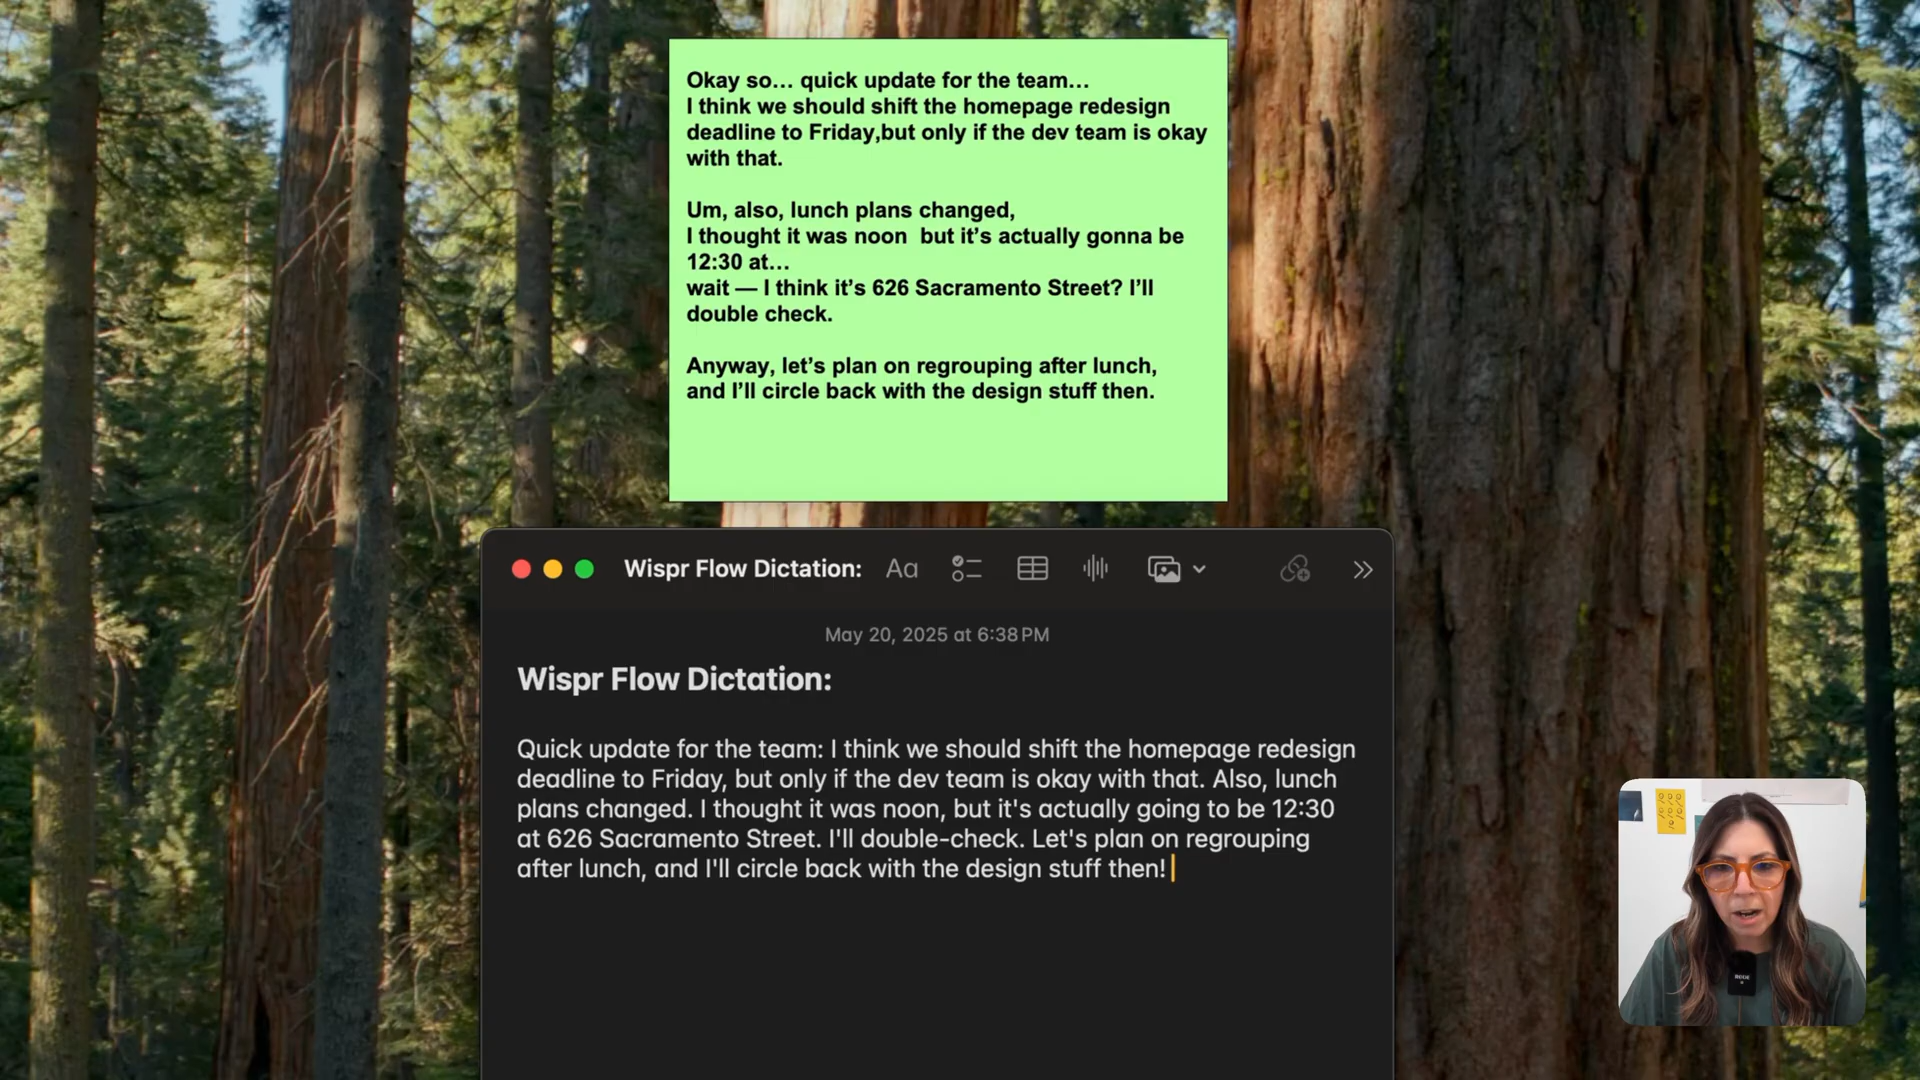 Okay so… quick update for the team…
I think we should shift the homepage redesign
deadline to Friday,but only if the dev team is okay
with that.
Um, also, lunch plans changed,
I thought it was noon  but it’s actually gonna be
12:30 at…
wait — I think it’s 626 Sacramento Street? I’ll
double check.
Anyway, let’s plan on regrouping after lunch,
and I’ll circle back with the design stuff then.
Wispr Flow Dictation:
Aa
May 20, 2025 at 6:38 PM
Wispr Flow Dictation:
Quick update for the team: I think we should shift the homepage redesign
deadline to Friday, but only if the dev team is okay with that. Also, lunch
plans changed. I thought it was noon, but it's actually going to be 12:30
at 626 Sacramento Street. I'll double-check. Let's plan on regrouping
after lunch, and I'll circle back with the design stuff then!
RODE